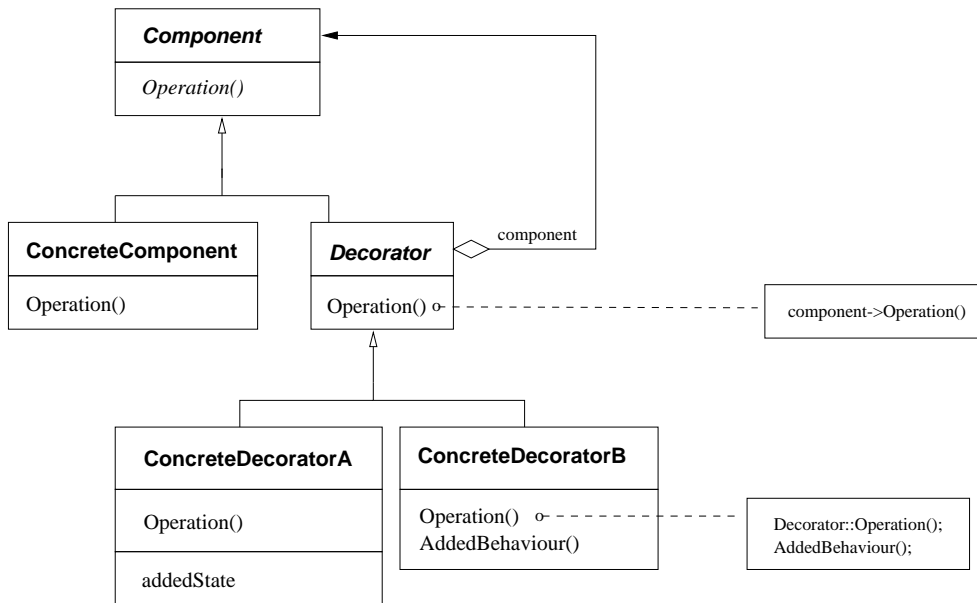 Component
Operation()
ConcreteComponent
Operation()
Decorator
Operation() o
component
component->Operation()
ConcreteDecoratorA
Operation()
addedState
ConcreteDecoratorB
Operation() o
AddedBehaviour()
Decorator::Operation();
AddedBehaviour();